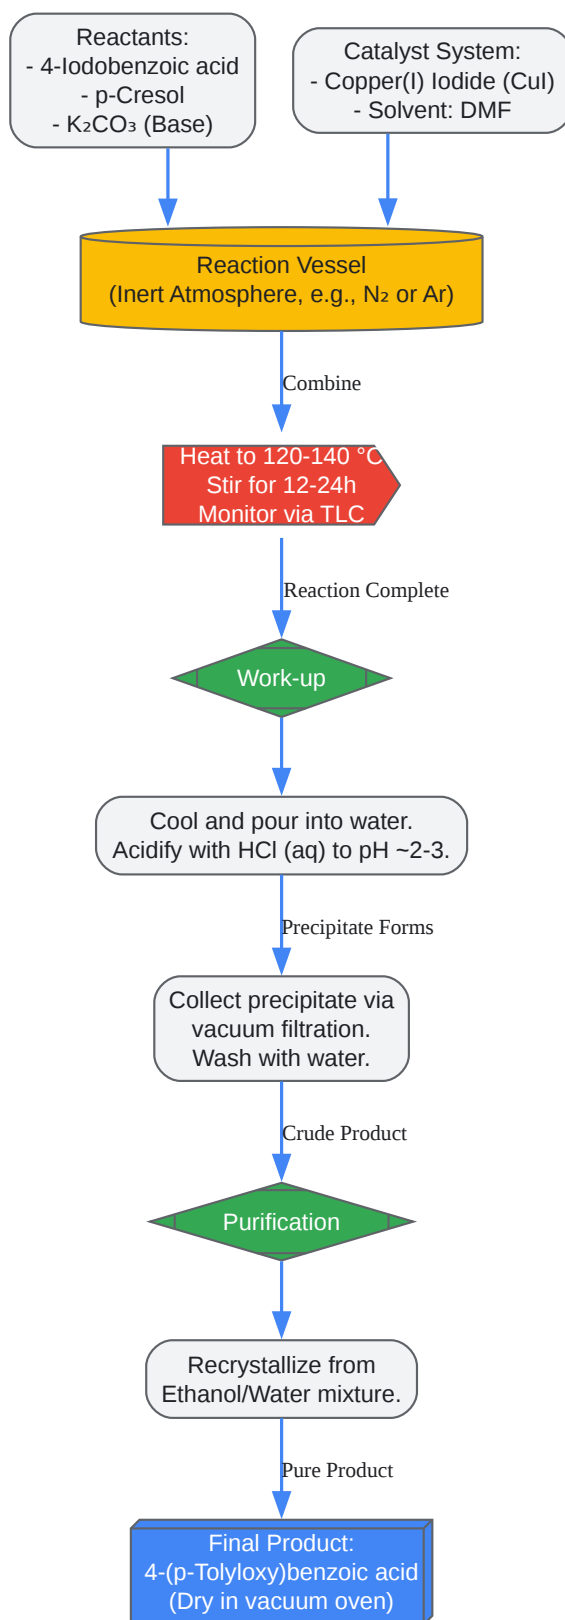 Reactants:
- 4-Iodobenzoic acid
- p-Cresol
- K₂CO₃ (Base)
Catalyst System:
- Copper(I) Iodide (CuI)
- Solvent: DMF
Reaction Vessel
(Inert Atmosphere, e.g., N₂ or Ar)
Combine
Heat to 120-140 °C
Stir for 12-24h
Monitor via TLC
Reaction Complete
Work-up
Cool and pour into water.
Acidify with HCl (aq) to pH ~2-3.
Precipitate Forms
Collect precipitate via
vacuum filtration.
Wash with water.
Crude Product
Purification
Recrystallize from
Ethanol/Water mixture.
Pure Product
Final Product:
4-(p-Tolyloxy)benzoic acid
(Dry in vacuum oven)